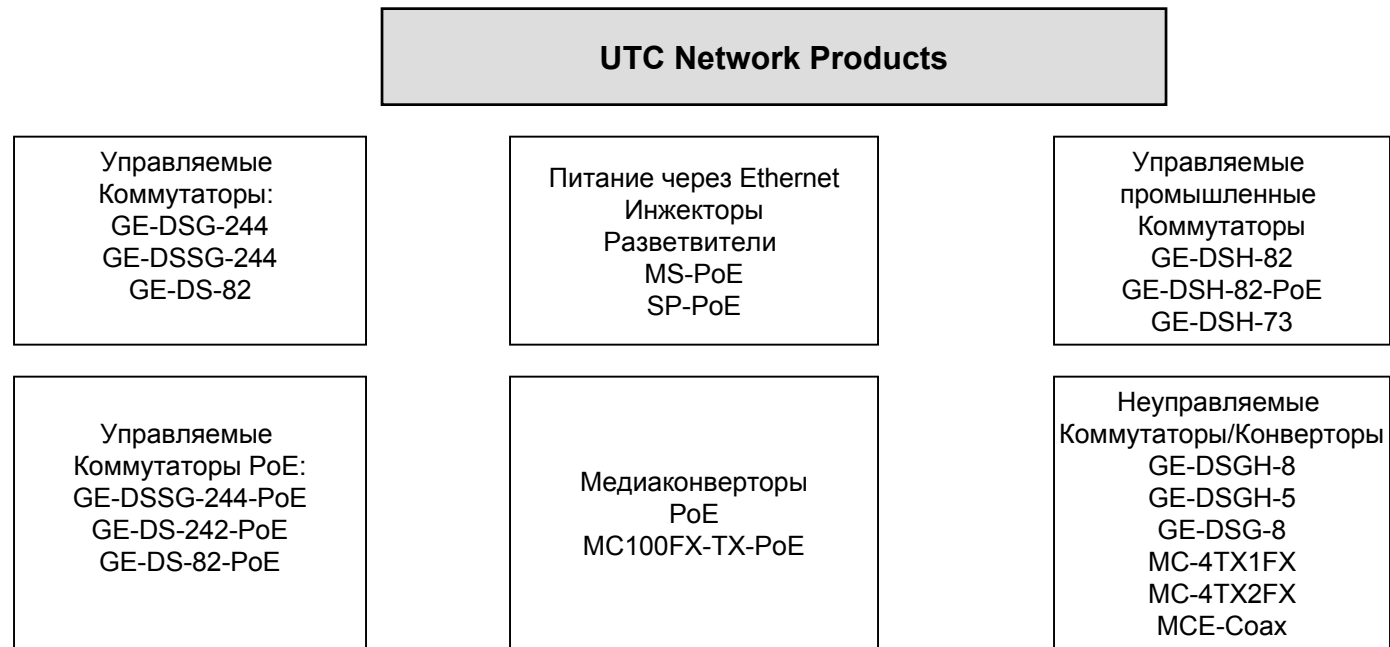 UTC Network Products
Управляемые
Коммутаторы:
GE-DSG-244
GE-DSSG-244
GE-DS-82
Питание через Ethernet
Инжекторы
Разветвители
MS-PoE
SP-PoE
Управляемые
промышленные
Коммутаторы
GE-DSH-82
GE-DSH-82-PoE
GE-DSH-73
Управляемые
Коммутаторы PoE:
GE-DSSG-244-PoE
GE-DS-242-PoE
GE-DS-82-PoE
Медиаконверторы
PoE
MC100FX-TX-PoE
Неуправляемые
Коммутаторы/Конверторы
GE-DSGH-8
GE-DSGH-5
GE-DSG-8
MC-4TX1FX
MC-4TX2FX
MCE-Coax